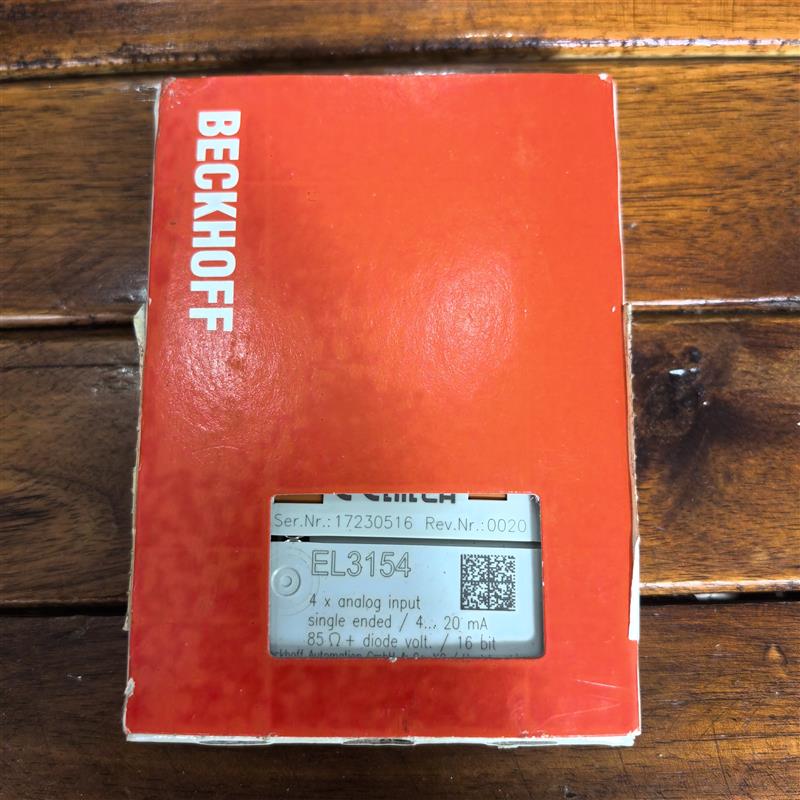 BECKHOFF
Ser.Nr.:17230516 Rev.Nr.:0020
EL3154
4 x analog input
single ended / 4... 20 mA
85 Ω + diode volt. / 16 bit